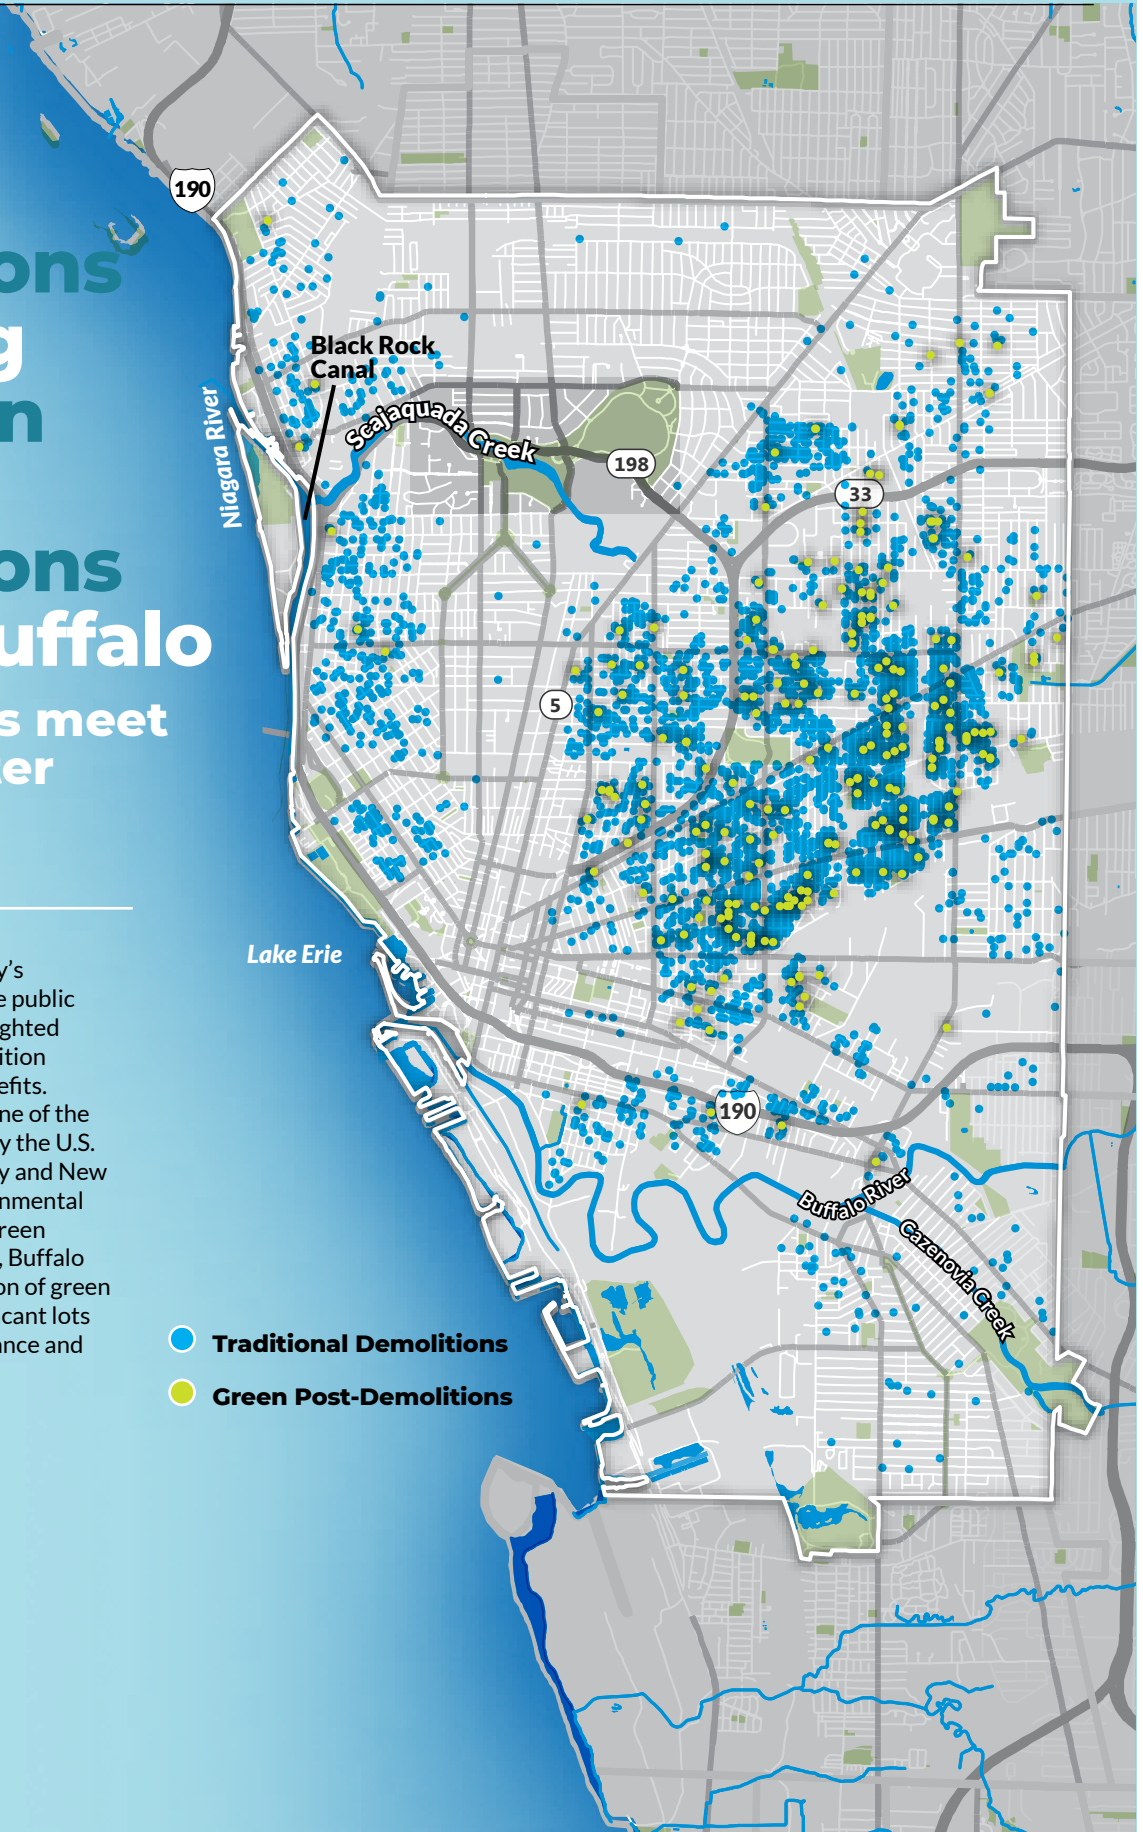 ons
g
n
ons
uffalo
s meet
er
y's
e public
ghted
ition
efits.
ne of the
y the U.S.
y and New
nmental
reen
, Buffalo
on of green
cant lots
ance and
190
Black Rock
Canal
Niagara River
Scajaquada Creek
198
33
5
Lake Erie
190
Buffalo River
Cazenovia Creek
Traditional Demolitions
Green Post-Demolitions